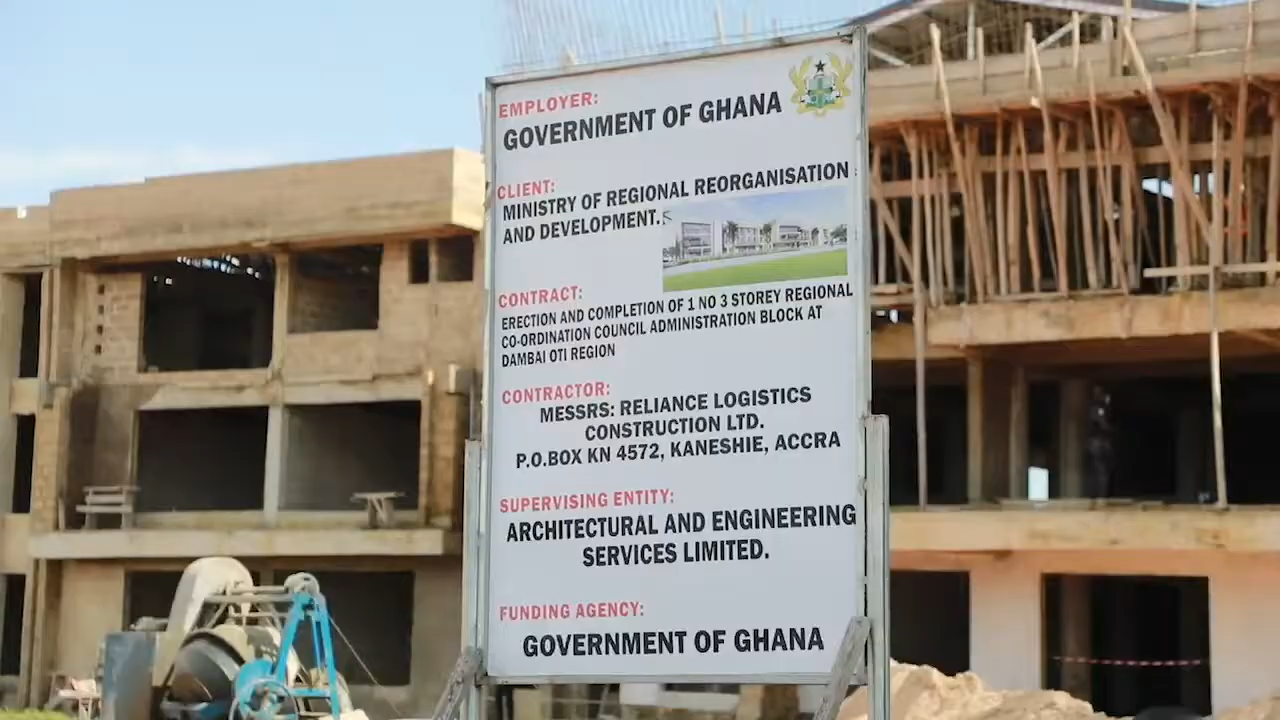 EMPLOYER:
GOVERNMENT OF GHANA
CLIENT:
MINISTRY OF REGIONAL REORGANISATION
AND DEVELOPMENT.
CONTRACT:
ERECTION AND COMPLETION OF 1 NO 3 STOREY REGIONAL
CO-ORDINATION COUNCIL ADMINISTRATION BLOCK AT
DAMBAI OTI REGION
CONTRACTOR:
MESSRS: RELIANCE LOGISTICS
CONSTRUCTION LTD.
P.O.BOX KN 4572, KANESHIE, ACCRA
SUPERVISING ENTITY:
ARCHITECTURAL AND ENGINEERING
SERVICES LIMITED.
FUNDING AGENCY:
GOVERNMENT OF GHANA